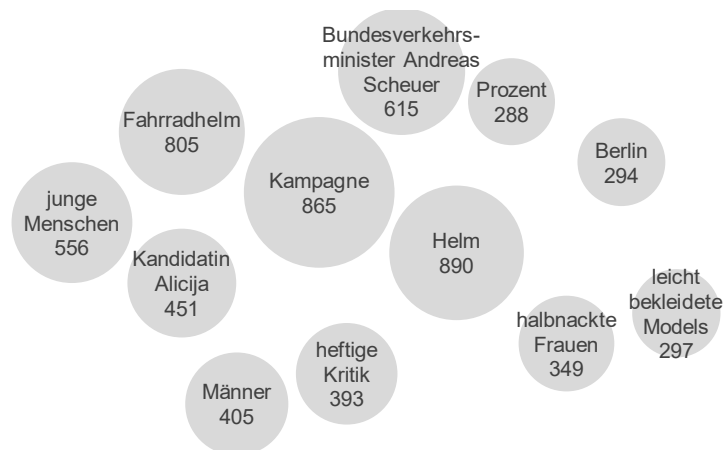 Bundesverkehrs-
minister Andreas
Scheuer
615
Prozent
288
Fahrradhelm
805
Berlin
294
Kampagne
865
junge
Menschen
556
Helm
890
Kandidatin
Alicija
451
leicht
bekleidete
Models
297
halbnackte
Frauen
349
heftige
Kritik
393
Männer
405